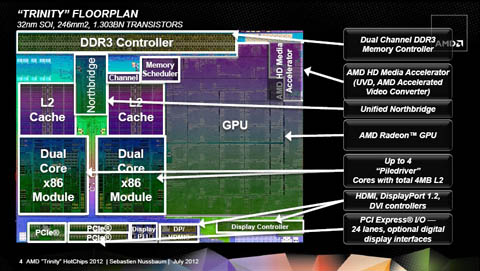 "TRINITY" FLOORPLAN
32nm SOI, 246mm2, 1.303BN TRANSISTORS
AMD
DDR3 Controller
Dual Channel DDR3
Memory Controller
Northbridge
Memory
Scheduler
Channel
AMD HD Media
Accelerator
AMD HD Media Accelerator
(UVD, AMD Accelerated
Video Converter)
L2
Cache
L2
Cache
Unified Northbridge
GPU
AMD Radeon™ GPU
Dual
Core
x86
Module
Dual
Core
x86
Module
Up to 4
"Piledriver"
Cores with total 4MB L2
HDMI, DisplayPort 1.2,
DVI controllers
PCIe®
PCIe®
PCIe®
Display
PLL
DP/
HDMI®
Display Controller
PCI Express® I/O —
24 lanes, optional digital
display interfaces
4 AMD "Trinity" HotChips 2012 | Sebastien Nussbaum | July 2012